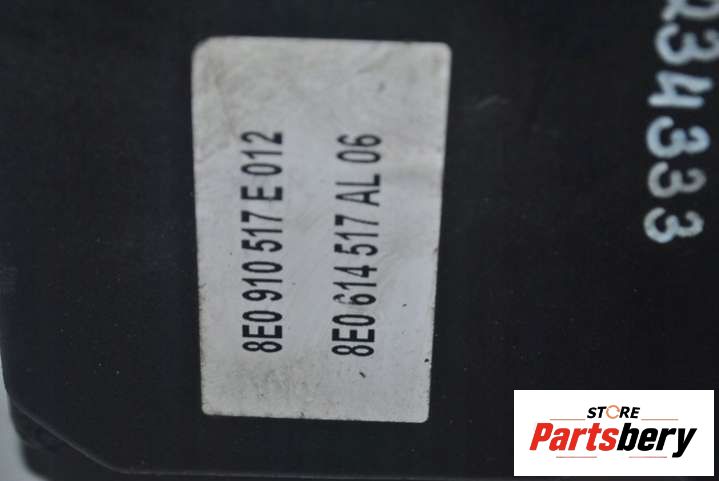 8E0 910 517 E 012
8E0 614 517 AL 06
234333
STORE
Partsbery